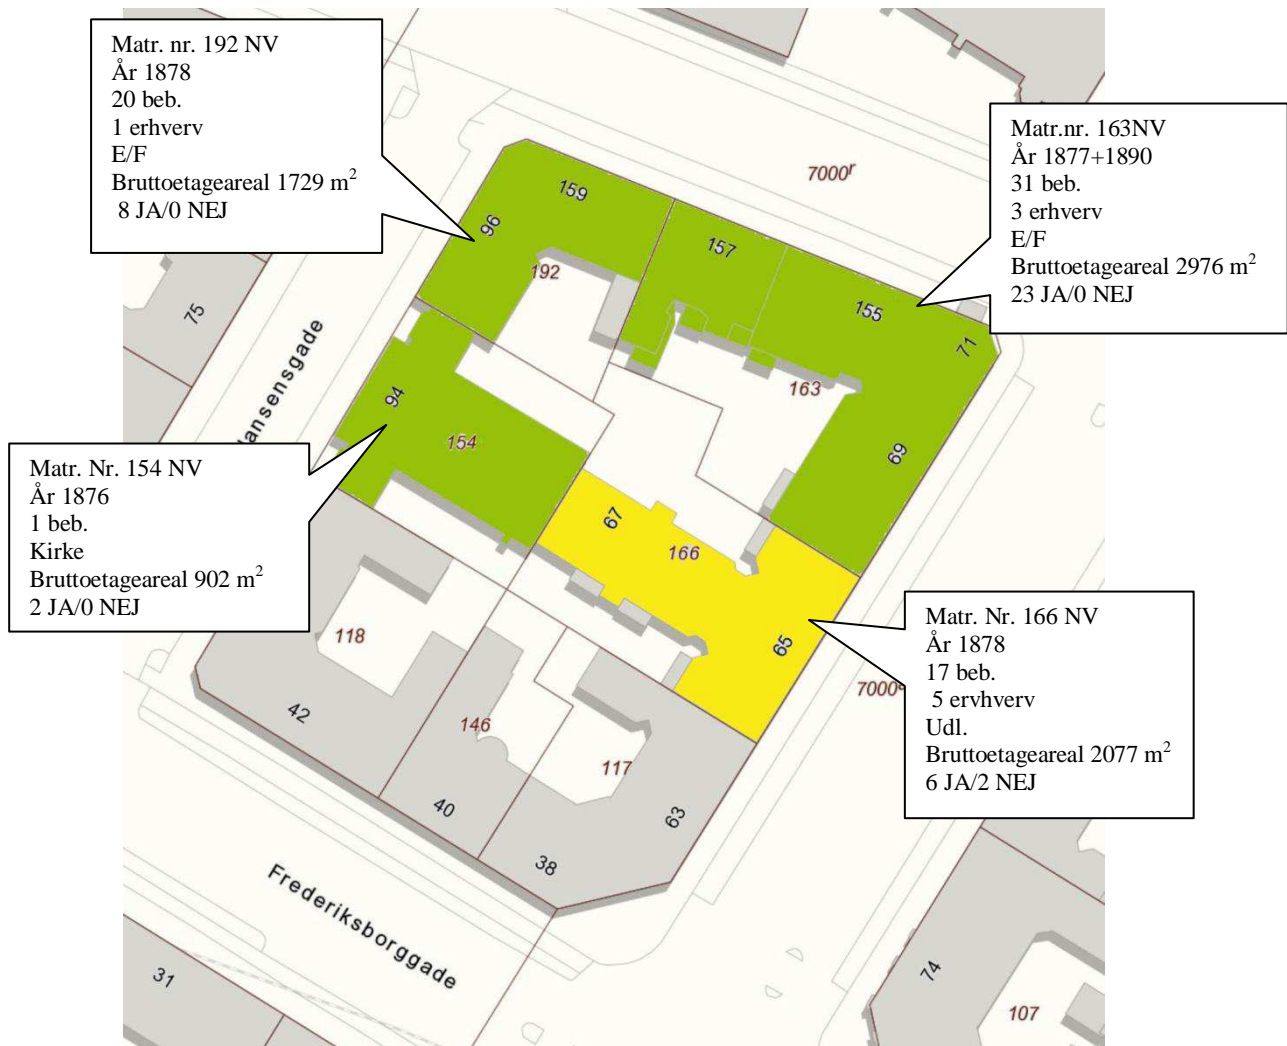 Matr. nr. 192 NV
År 1878
20 beb.
1 erhverv
E/F
Bruttoetageareal 1729 m²
8 JA/0 NEJ
Matr.nr. 163NV
År 1877+1890
31 beb.
3 erhverv
E/F
Bruttoetageareal 2976 m²
23 JA/0 NEJ
7000r
159
96
157
192
155
71
163
75
Hansensgade
94
154
69
Matr. Nr. 154 NV
År 1876
1 beb.
Kirke
Bruttoetageareal 902 m²
2 JA/0 NEJ
67
166
65
Matr. Nr. 166 NV
År 1878
17 beb.
5 ervhverv
Udl.
Bruttoetageareal 2077 m²
6 JA/2 NEJ
118
7000
42
146
117
40
63
38
Frederiksborggade
31
74
107